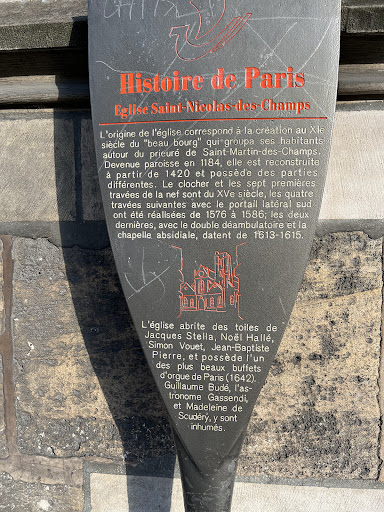 Histoire de Paris
Eglise Saint-Nicolas-des-Champs
L'origine de l'église correspond à la création au XIe
siècle du "beau bourg" qui groupa ses habitants
autour du prieuré de Saint-Martin-des-Champs.
Devenue paroisse en 1184, elle est reconstruite
à partir de 1420 et possède des parties
différentes. Le clocher et les sept premières
travées de la nef sont du XVe siècle, les quatre
travées suivantes avec le portail latéral sud
ont été réalisées de 1576 à 1586; les deux
dernières, avec le double déambulatoire et la
chapelle absidiale, datent de 1613-1615.
L'église abrite des toiles de
Jacques Stella, Noël Hallé,
Simon Vouet, Jean-Baptiste
Pierre, et possède l'un
des plus beaux buffets
d'orgue de Paris (1642).
Guillaume Budé, l'as-
tronome Gassendi,
et Madeleine de
Scudéry, y sont
inhumés.